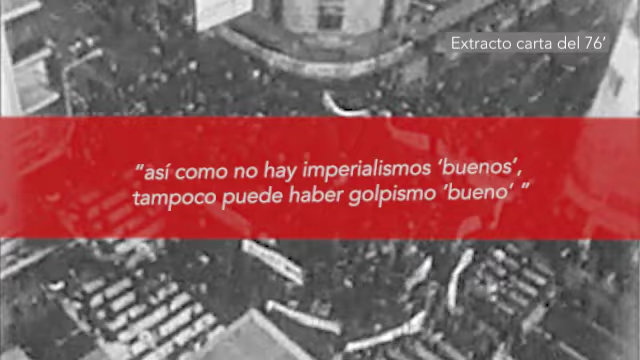 Extracto carta del 76’
“así como no hay imperialismos ‘buenos’,
tampoco puede haber golpismo ‘bueno’ ”